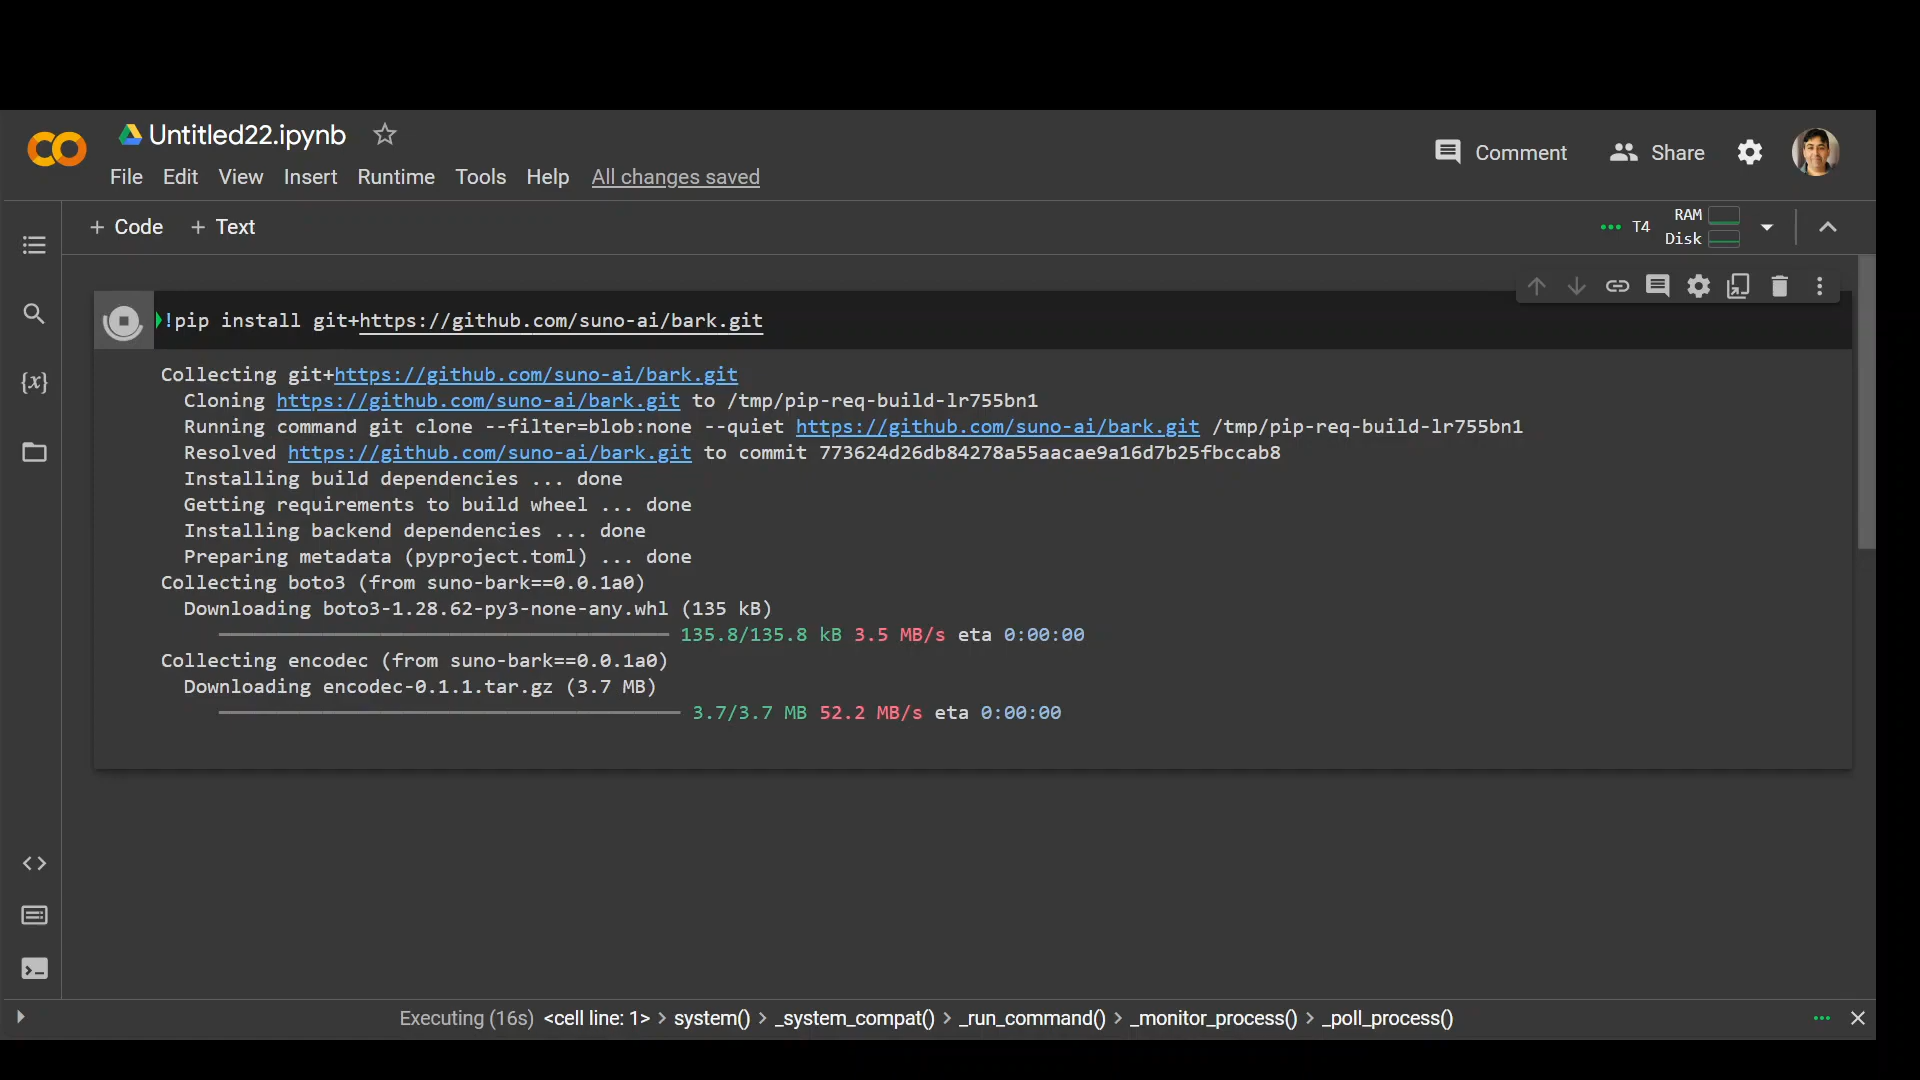 Untitled22.ipynb
Comment
Share
File Edit View Insert Runtime Tools Help All changes saved
+ Code + Text
T4
RAM
Disk
!pip install git+https://github.com/suno-ai/bark.git
Collecting git+https://github.com/suno-ai/bark.git
Cloning https://github.com/suno-ai/bark.git to /tmp/pip-req-build-lr755bn1
Running command git clone --filter=blob:none --quiet https://github.com/suno-ai/bark.git /tmp/pip-req-build-lr755bn1
Resolved https://github.com/suno-ai/bark.git to commit 773624d26db84278a55aacae9a16d7b25fbccab8
Installing build dependencies ... done
Getting requirements to build wheel ... done
Installing backend dependencies ... done
Preparing metadata (pyproject.toml) ... done
Collecting boto3 (from suno-bark==0.0.1a0)
Downloading boto3-1.28.62-py3-none-any.whl (135 kB)
135.8/135.8 kB 3.5 MB/s eta 0:00:00
Collecting encodec (from suno-bark==0.0.1a0)
Downloading encodec-0.1.1.tar.gz (3.7 MB)
3.7/3.7 MB 52.2 MB/s eta 0:00:00
Executing (16s) <cell line: 1> > system() > _system_compat() > _run_command() > _monitor_process() > _poll_process()